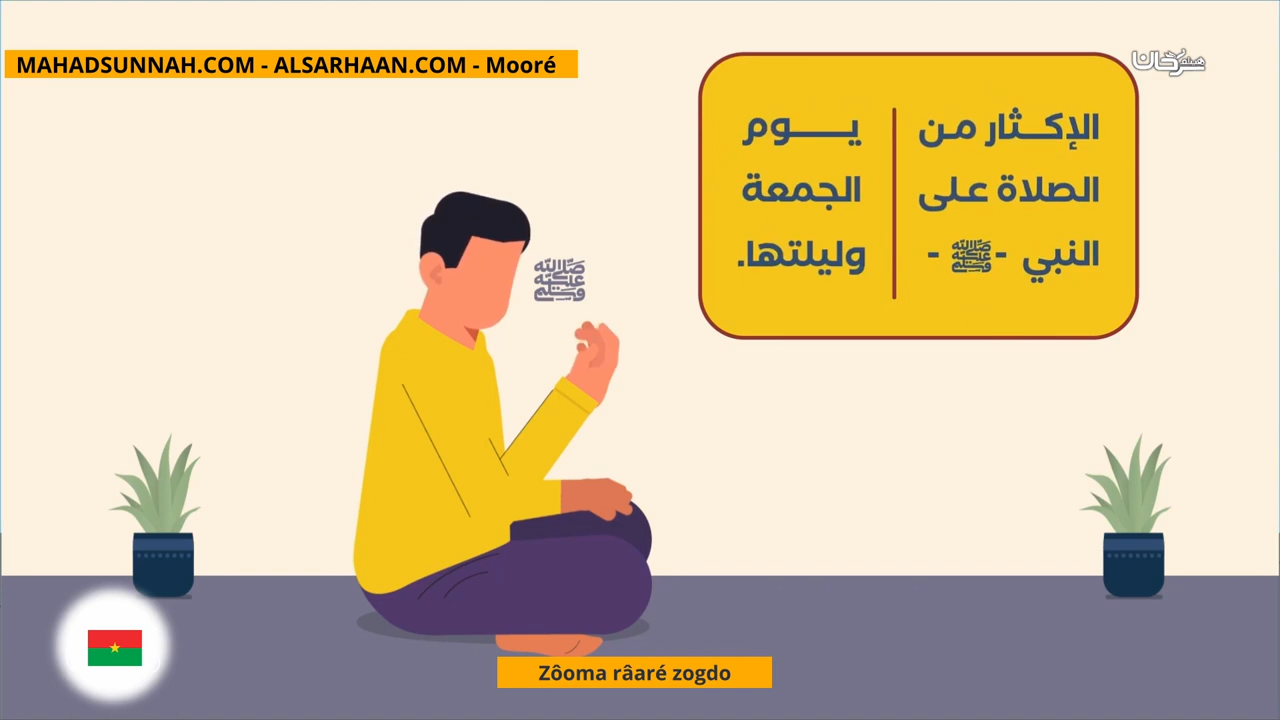 MAHADSUNNAH.COM - ALSARHAAN.COM - Mooré
سرحان
الإكثار من
الصلاة على
النبي -ﷺ-
يوم
الجمعة
وليلتها.
ﷺ
Zôoma râaré zogdo